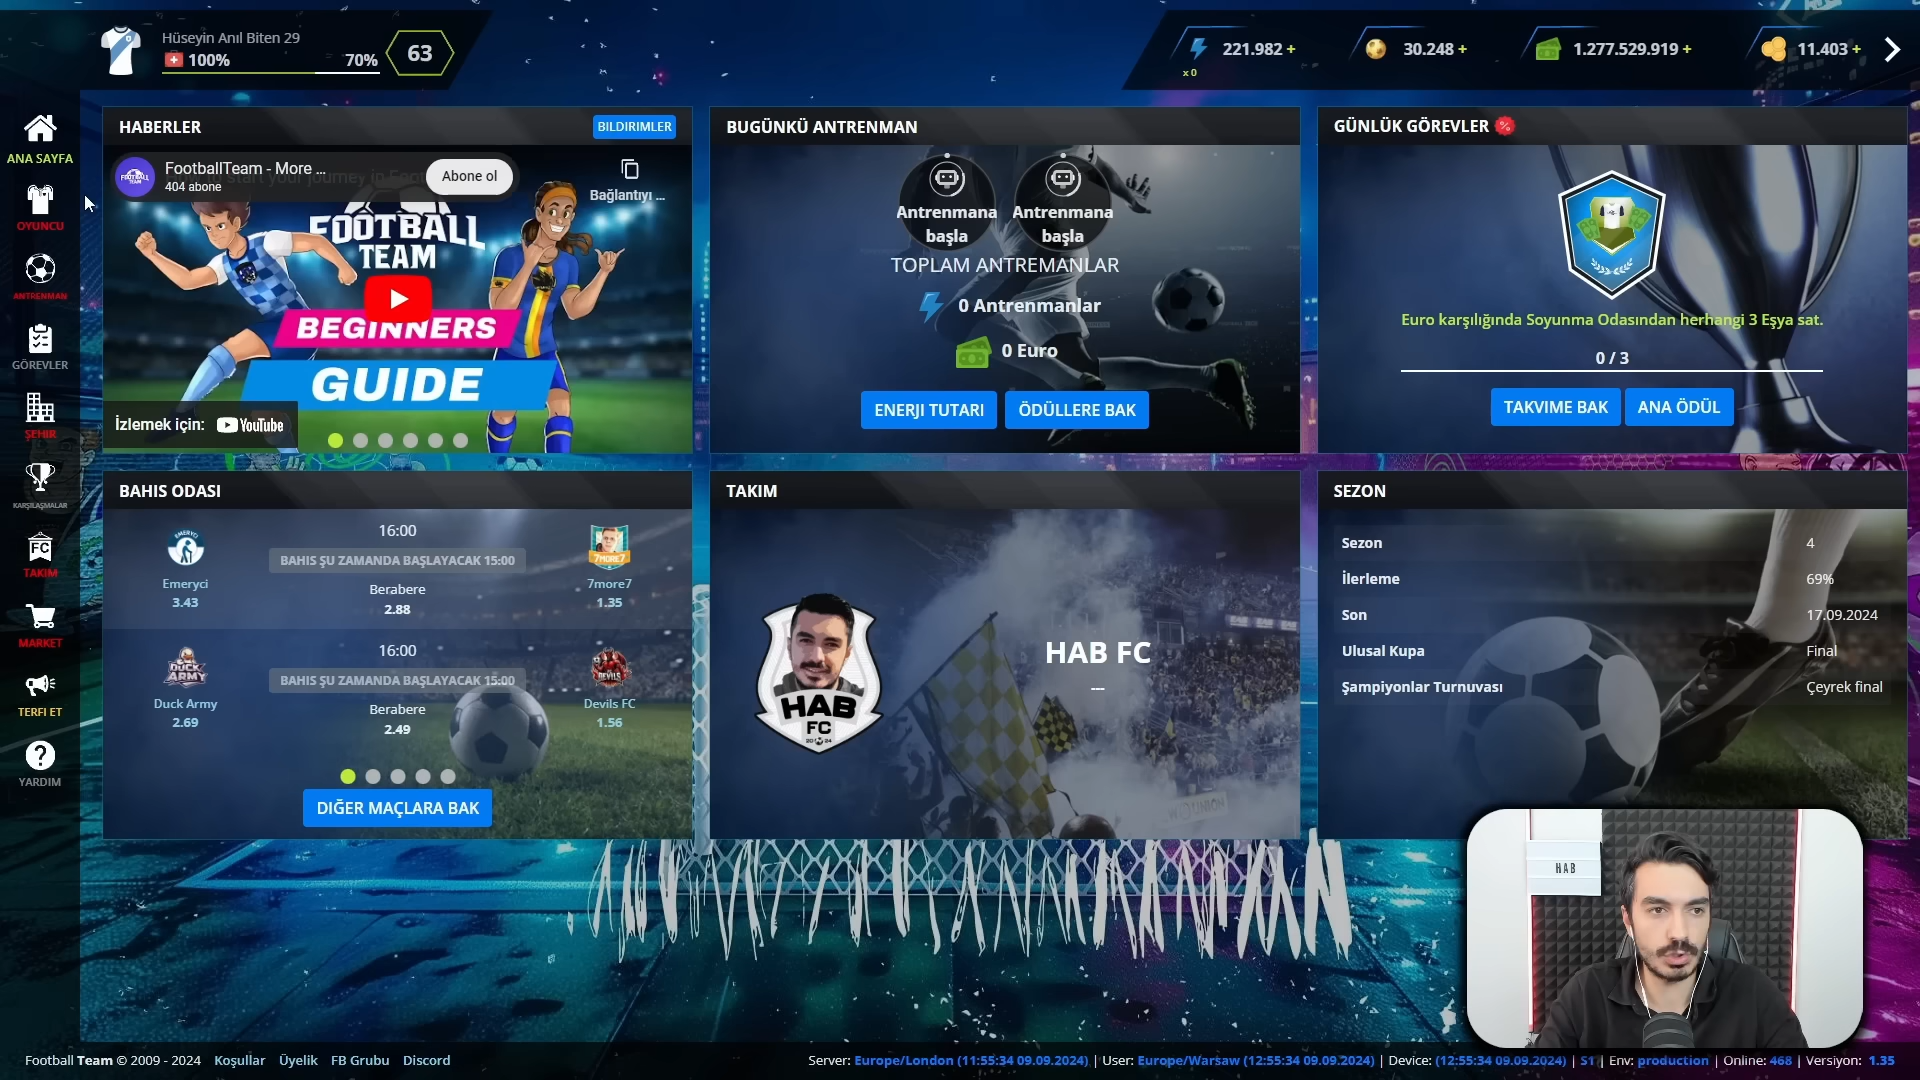 Hüseyin Anıl Biten 29
100%
70%
63
221.982 +
x 0
30.248 +
1.277.529.919 +
11.403 +
ANA SAYFA
OYUNCU
ANTRENMAN
GÖREVLER
ŞEHİR
KARŞILAŞMALAR
FC
TAKIM
MARKET
TERFI ET
YARDIM
HABERLER
BILDIRIMLER
FootballTeam - More ...
404 abone
Abone ol
Bağlantıyı ...
FOOTBALL
TEAM
BEGINNERS
GUIDE
İzlemek için: YouTube
BUGÜNKÜ ANTRENMAN
Antrenmana
başla
Antrenmana
başla
TOPLAM ANTREMANLAR
0 Antrenmanlar
0 Euro
ENERJI TUTARI
ÖDÜLLERE BAK
GÜNLÜK GÖREVLER
Euro karşılığında Soyunma Odasından herhangi 3 Eşya sat.
0 / 3
TAKVIME BAK
ANA ÖDÜL
BAHIS ODASI
16:00
BAHIS ŞU ZAMANDA BAŞLAYACAK 15:00
Emeryci
3.43
Berabere
2.88
7MORE7
7more7
1.35
16:00
BAHIS ŞU ZAMANDA BAŞLAYACAK 15:00
DUCK
ARMY
Duck Army
2.69
Berabere
2.49
DEVILS
Devils FC
1.56
DIĞER MAÇLARA BAK
TAKIM
HAB
FC
HAB FC
---
SEZON
Sezon 4
İlerleme 69%
Son 17.09.2024
Ulusal Kupa Final
Şampiyonlar Turnuvası Çeyrek final
HAB
Football Team © 2009 - 2024 Koşullar Üyelik FB Grubu Discord
Server: Europe/London (11:55:34 09.09.2024) | User: Europe/Warsaw (12:55:34 09.09.2024) | Device: (12:55:34 09.09.2024) | S1 | Env: production | Online: 468 | Versiyon: 1.35